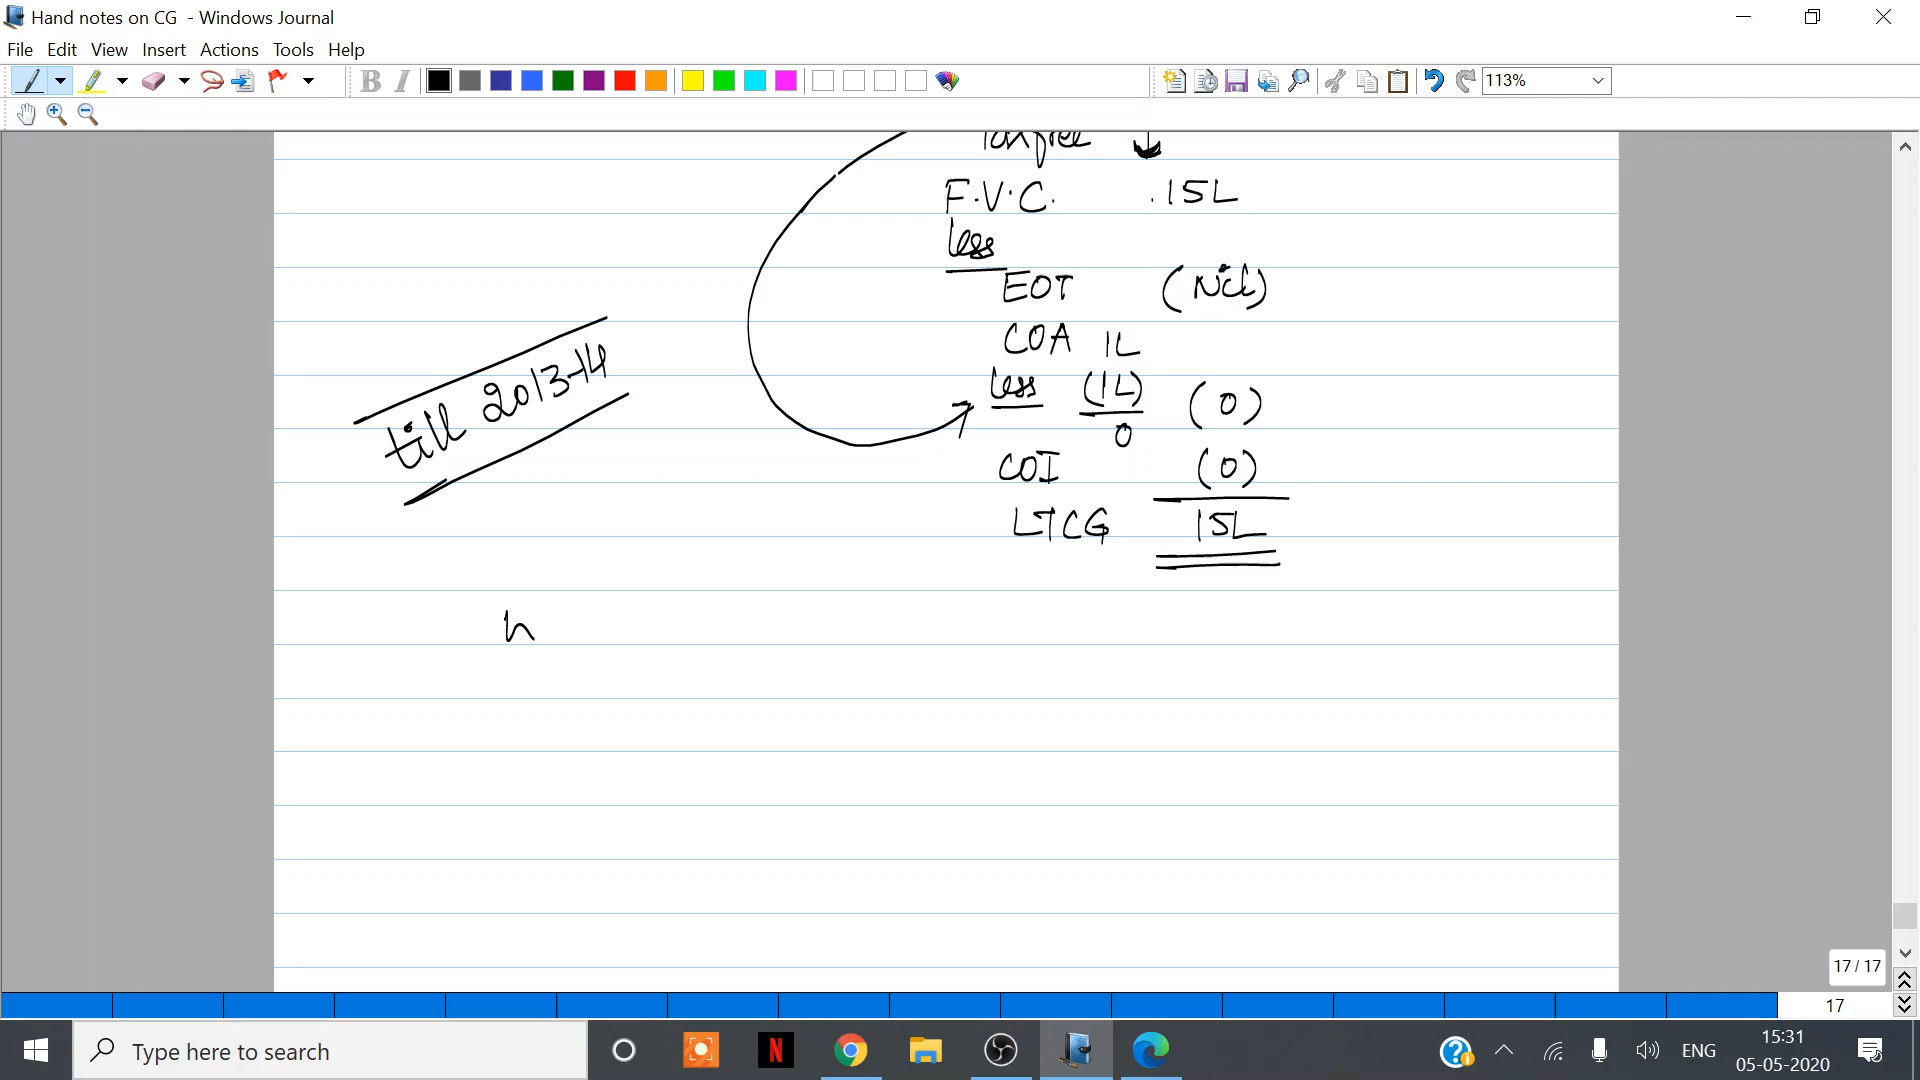 Hand notes on CG - Windows Journal
File Edit View Insert Actions Tools Help
B I
113%
Taxfree
F.V.C. .15L
less
EOT (Nil)
COA 1L
less (1L) (0)
0
COI (0)
LTCG 15L
till 2013-14
h
17 / 17
17
Type here to search
N
ENG
15:31
05-05-2020